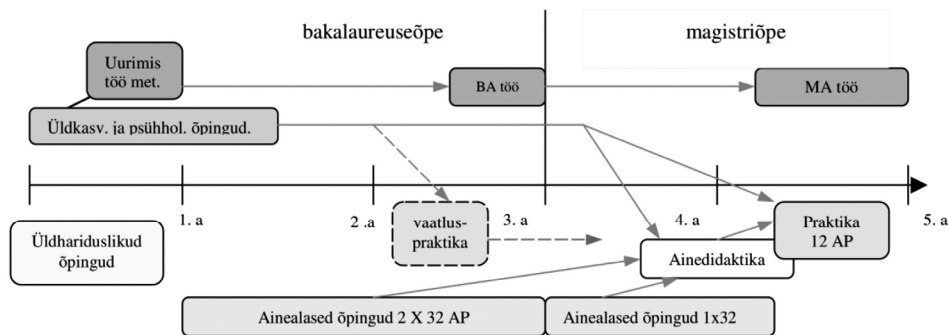 bakalaureuseõpe
magistriõpe
Uurimis
töö met.
BA töö
MA töö
Üldkasv. ja psühhol. õpingud.
1. a
2 .a
3. a
4. a
5. a
Üldhariduslikud
õpingud
vaatlus-
praktika
Praktika
12 AP
Ainedidaktika
Ainealased õpingud 2 X 32 AP
Ainealased õpingud 1x32